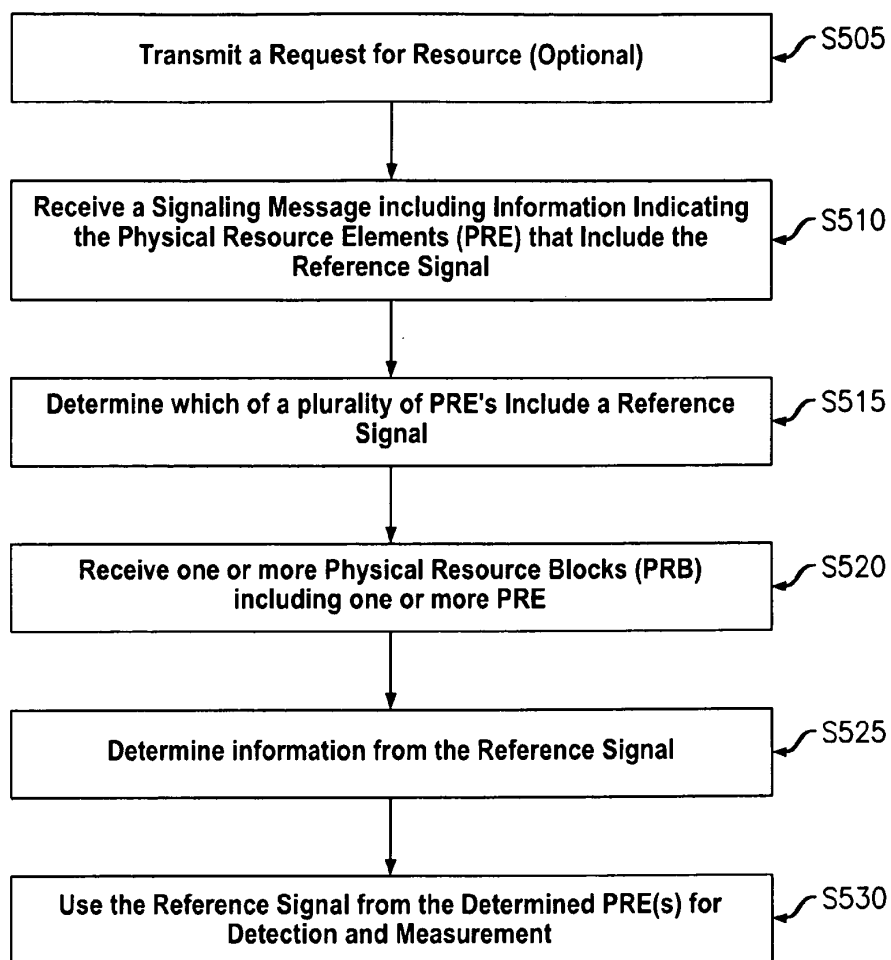 Transmit a Request for Resource (Optional)
S505
Receive a Signaling Message including Information Indicating
the Physical Resource Elements (PRE) that Include the
Reference Signal
S510
Determine which of a plurality of PRE's Include a Reference
Signal
S515
Receive one or more Physical Resource Blocks (PRB)
including one or more PRE
S520
Determine information from the Reference Signal
S525
Use the Reference Signal from the Determined PRE(s) for
Detection and Measurement
S530